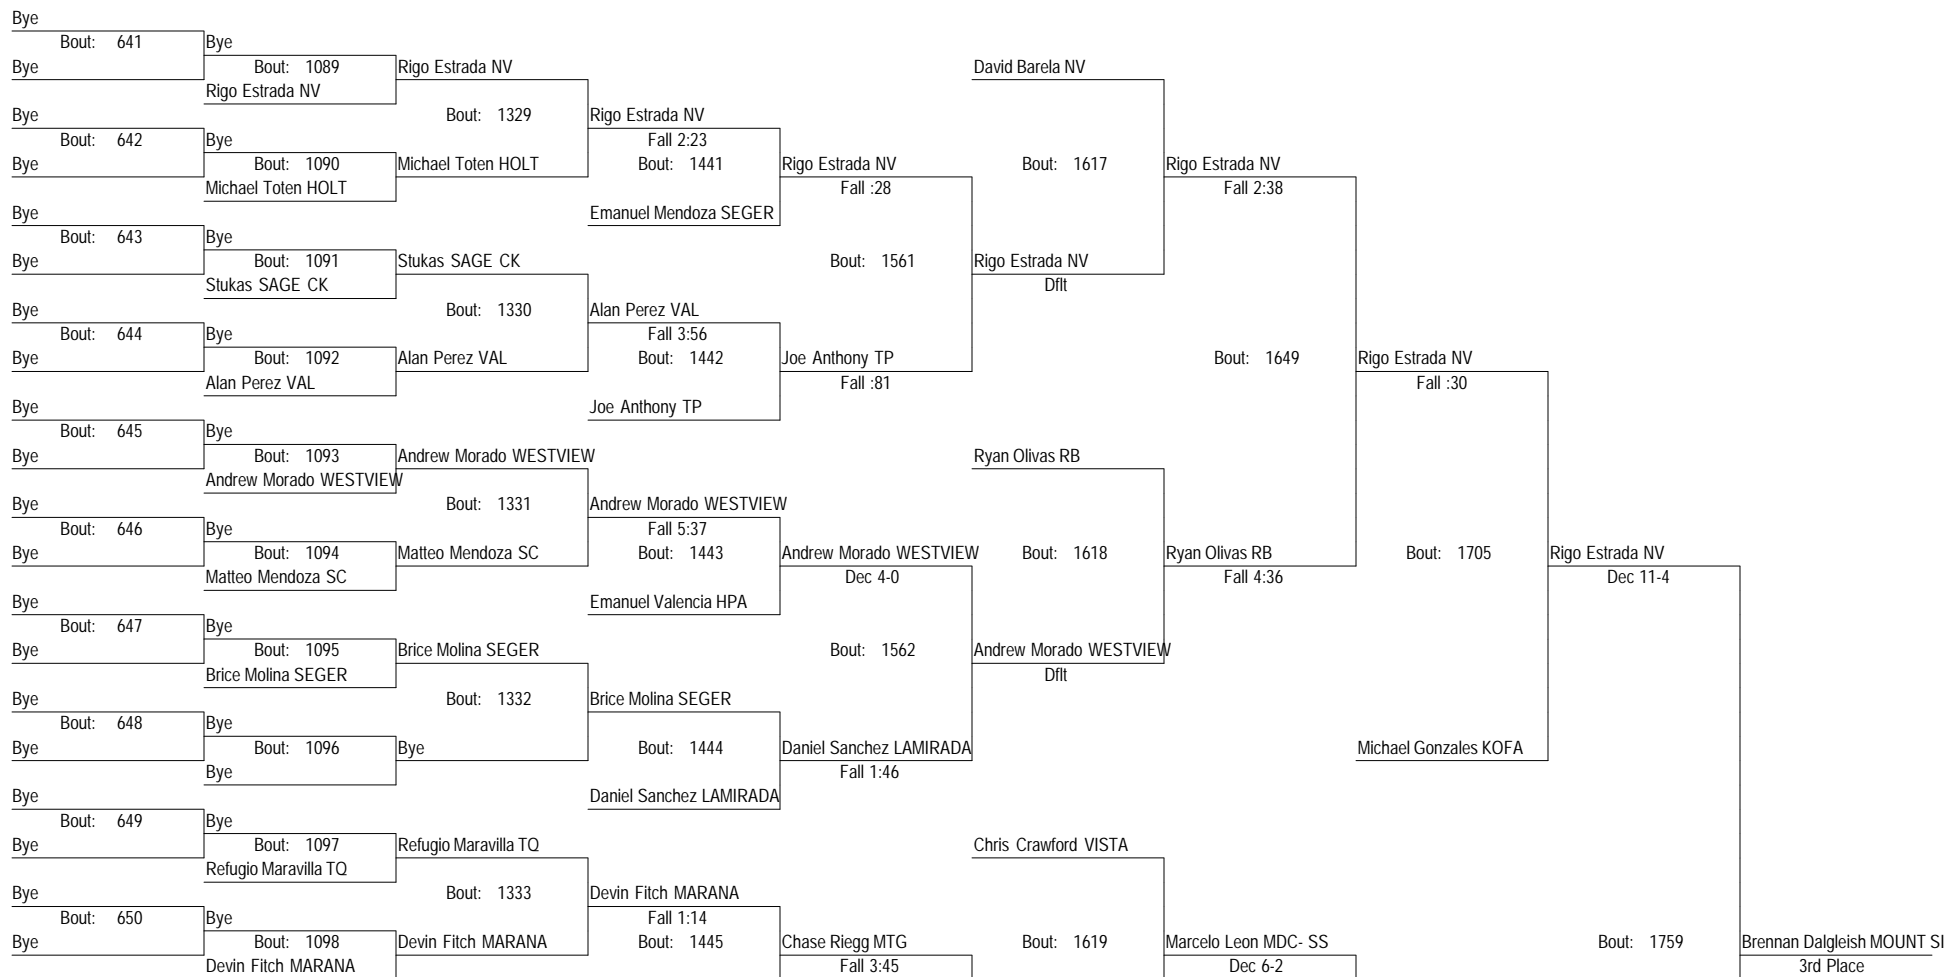 Bye
Bout: 641 Bye
Bye Bout: 1089 Rigo Estrada NV David Barela NV
Rigo Estrada NV
Bye Bout: 1329 Rigo Estrada NV
Bout: 642 Bye Fall 2:23
Bye Bout: 1090 Michael Toten HOLT Bout: 1441 Rigo Estrada NV Bout: 1617 Rigo Estrada NV
Michael Toten HOLT Fall :28 Fall 2:38
Bye Emanuel Mendoza SEGER
Bout: 643 Bye
Bye Bout: 1091 Stukas SAGE CK Bout: 1561 Rigo Estrada NV
Stukas SAGE CK Dflt
Bye Bout: 1330 Alan Perez VAL
Bout: 644 Bye Fall 3:56
Bye Bout: 1092 Alan Perez VAL Bout: 1442 Joe Anthony TP Bout: 1649 Rigo Estrada NV
Alan Perez VAL Fall :81 Fall :30
Bye Joe Anthony TP
Bout: 645 Bye
Bye Bout: 1093 Andrew Morado WESTVIEW Ryan Olivas RB
Andrew Morado WESTVIEW
Bye Bout: 1331 Andrew Morado WESTVIEW
Bout: 646 Bye Fall 5:37
Bye Bout: 1094 Matteo Mendoza SC Bout: 1443 Andrew Morado WESTVIEW Bout: 1618 Ryan Olivas RB Bout: 1705 Rigo Estrada NV
Matteo Mendoza SC Dec 4-0 Fall 4:36 Dec 11-4
Bye Emanuel Valencia HPA
Bout: 647 Bye
Bye Bout: 1095 Brice Molina SEGER Bout: 1562 Andrew Morado WESTVIEW
Brice Molina SEGER Dflt
Bye Bout: 1332 Brice Molina SEGER
Bout: 648 Bye
Bye Bout: 1096 Bye Bout: 1444 Daniel Sanchez LAMIRADA Michael Gonzales KOFA
Bye Fall 1:46
Bye Daniel Sanchez LAMIRADA
Bout: 649 Bye
Bye Bout: 1097 Refugio Maravilla TQ Chris Crawford VISTA
Refugio Maravilla TQ
Bye Bout: 1333 Devin Fitch MARANA
Bout: 650 Bye Fall 1:14
Bye Bout: 1098 Devin Fitch MARANA Bout: 1445 Chase Riegg MTG Bout: 1619 Marcelo Leon MDC- SS Bout: 1759 Brennan Dalgleish MOUNT SI
Devin Fitch MARANA Fall 3:45 Dec 6-2 3rd Place